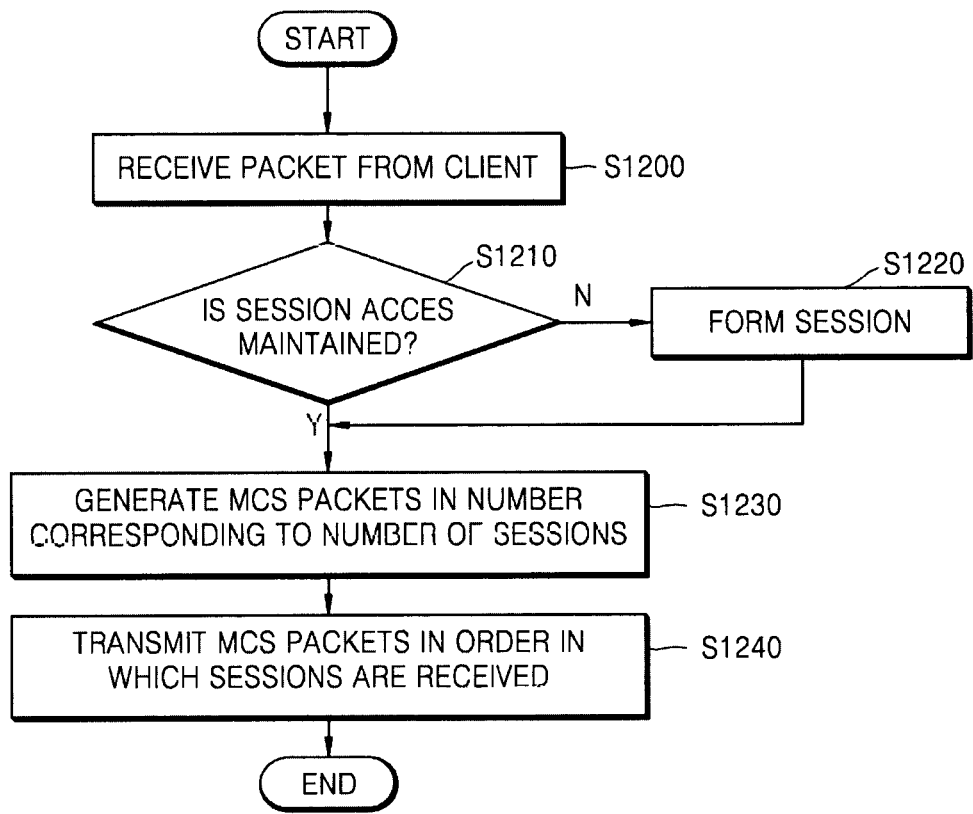 START
RECEIVE PACKET FROM CLIENT
S1200
S1210
IS SESSION ACCES
MAINTAINED?
N
S1220
FORM SESSION
Y
GENERATE MCS PACKETS IN NUMBER
CORRESPONDING TO NUMBER OF SESSIONS
S1230
TRANSMIT MCS PACKETS IN ORDER IN
WHICH SESSIONS ARE RECEIVED
S1240
END